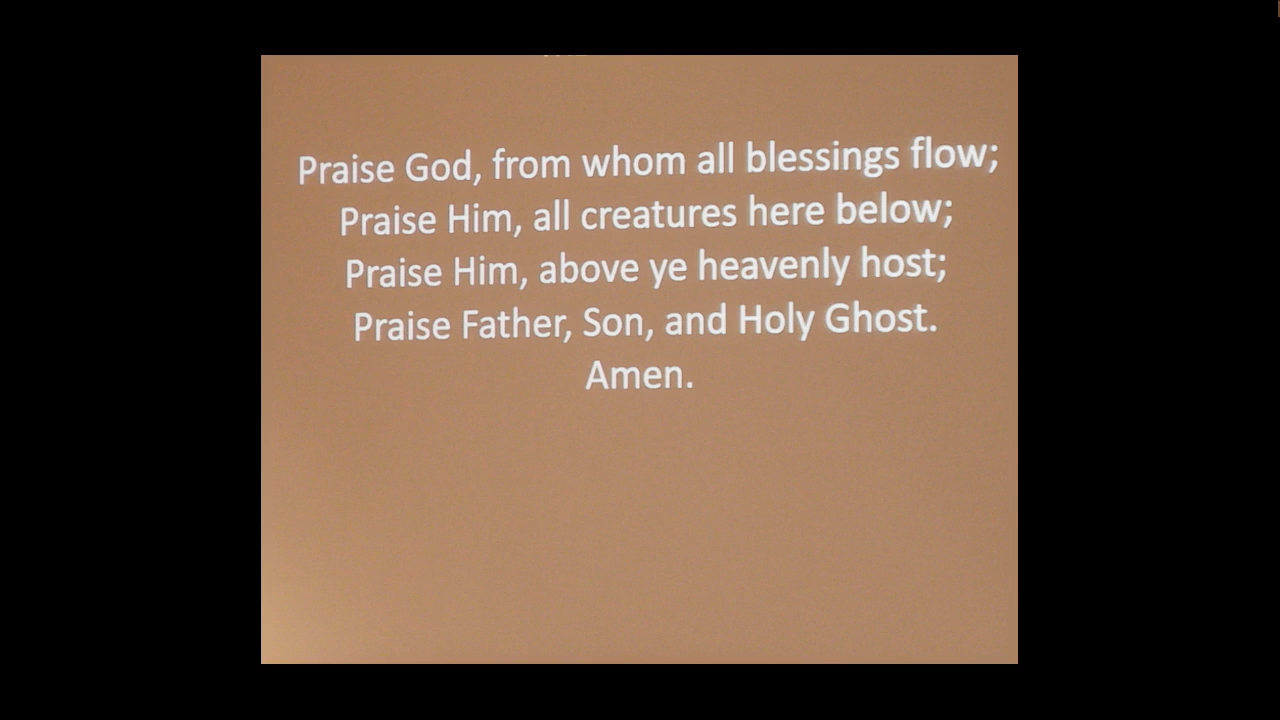 Praise God, from whom all blessings flow;
Praise Him, all creatures here below;
Praise Him, above ye heavenly host;
Praise Father, Son, and Holy Ghost.
Amen.